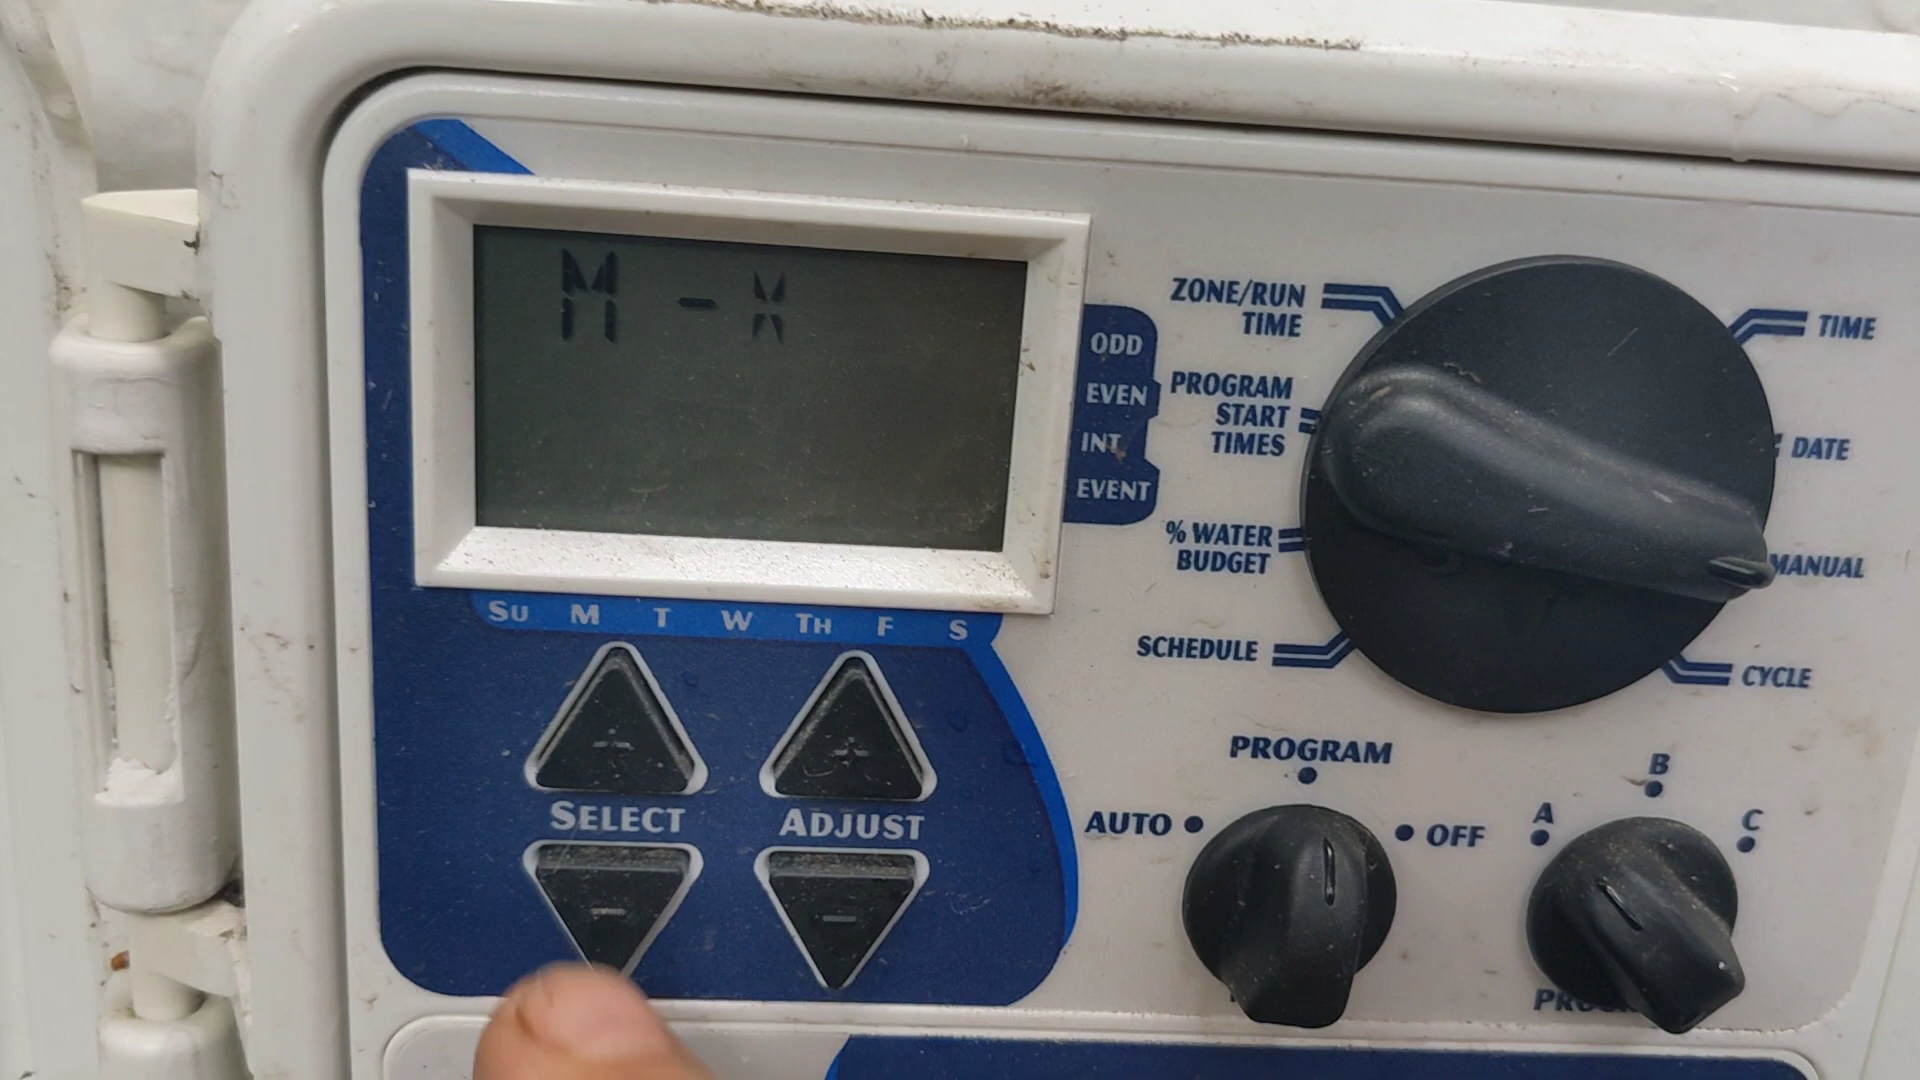 M - X
ODD
EVEN
INT
EVENT
SU M T W TH F S
SELECT
ADJUST
ZONE/RUN
TIME
PROGRAM
START
TIMES
% WATER
BUDGET
SCHEDULE
TIME
DATE
MANUAL
CYCLE
PROGRAM
AUTO
OFF
A
B
C